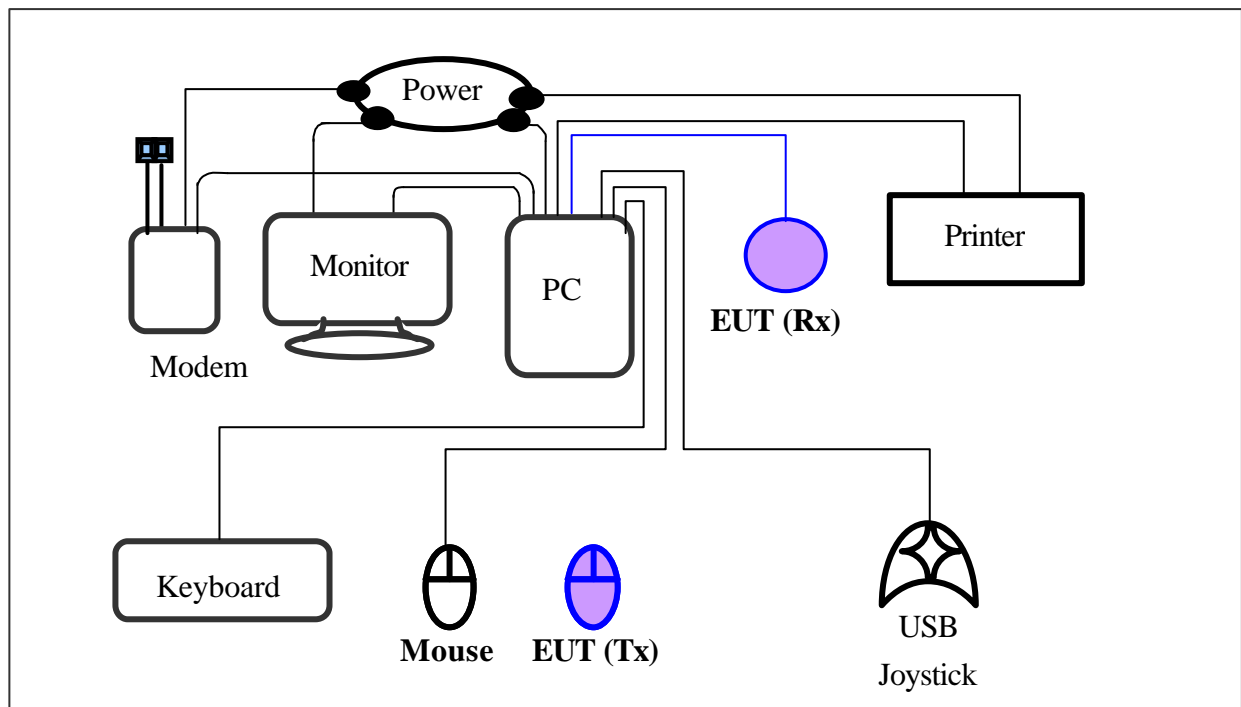 Power
Printer
Monitor
PC
EUT (Rx)
Modem
Keyboard
Mouse
EUT (Tx)
USB
Joystick